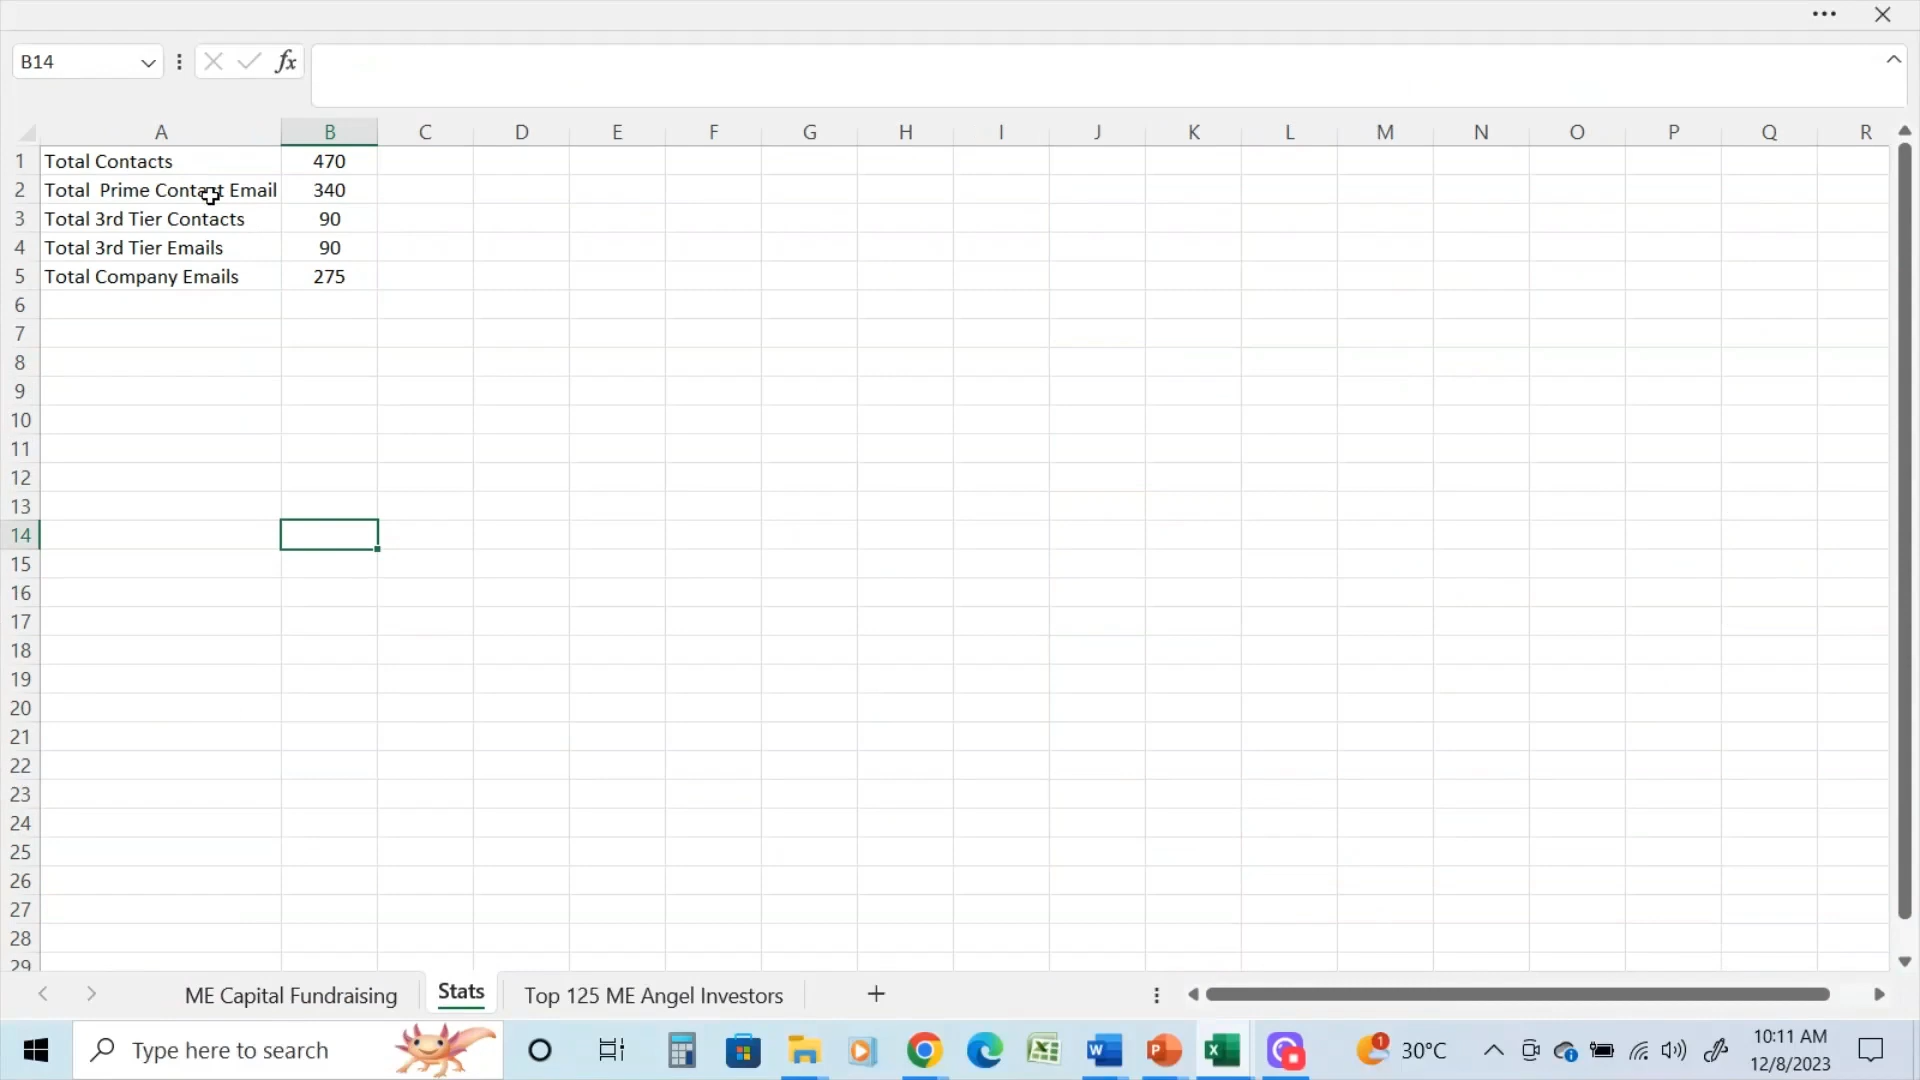 B14
fx
A B C D E F G H I J K L M N O P Q R
1 Total Contacts 470
2 Total  Prime Contact Email 340
3 Total 3rd Tier Contacts 90
4 Total 3rd Tier Emails 90
5 Total Company Emails 275
6
7
8
9
10
11
12
13
14
15
16
17
18
19
20
21
22
23
24
25
26
27
28
29
ME Capital Fundraising Stats Top 125 ME Angel Investors
Type here to search 1 30°C 10:11 AM
12/8/2023